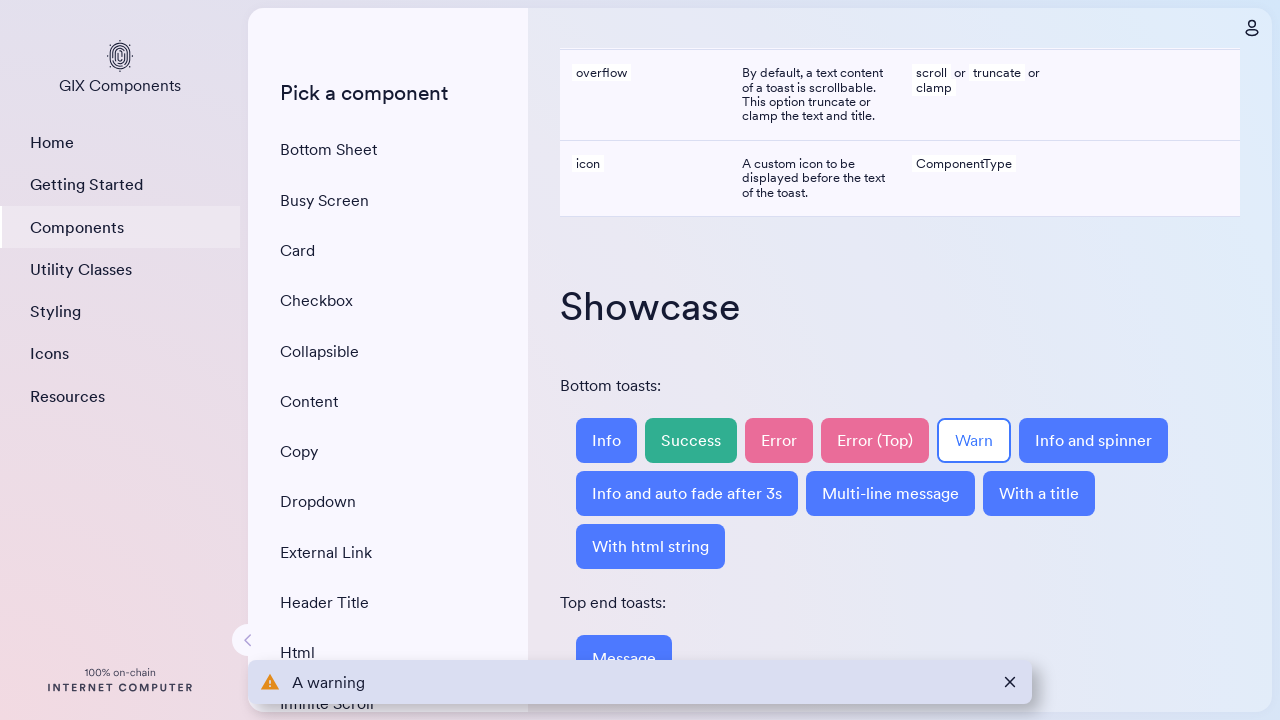 GIX Components
Home
Getting Started
Components
Utility Classes
Styling
Icons
Resources
100% on-chain
INTERNET COMPUTER
Pick a component
Bottom Sheet
Busy Screen
Card
Checkbox
Collapsible
Content
Copy
Dropdown
External Link
Header Title
Html
Infinite Scroll
overflow
By default, a text content
of a toast is scrollable.
This option truncate or
clamp the text and title.
scroll or truncate or
clamp
icon
A custom icon to be
displayed before the text
of the toast.
ComponentType
Showcase
Bottom toasts:
Info Success Error Error (Top) Warn Info and spinner
Info and auto fade after 3s Multi-line message With a title
With html string
Top end toasts:
Message
A warning